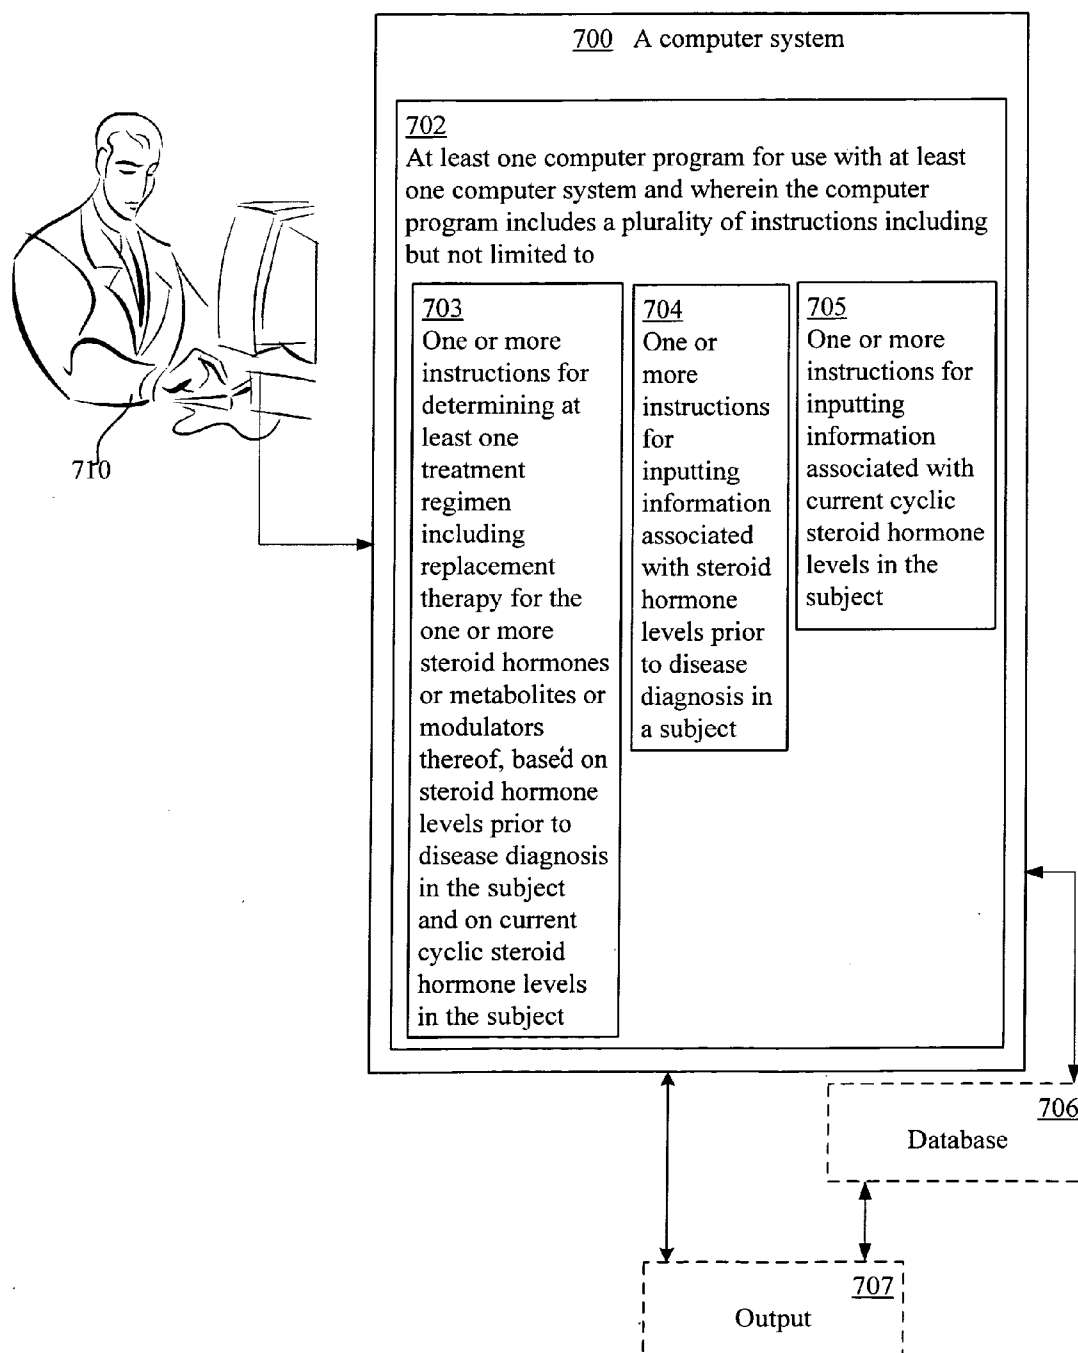 700 A computer system
702
At least one computer program for use with at least
one computer system and wherein the computer
program includes a plurality of instructions including
but not limited to
703
One or more
instructions for
determining at
least one
treatment
regimen
including
replacement
therapy for the
one or more
steroid hormones
or metabolites or
modulators
thereof, based on
steroid hormone
levels prior to
disease diagnosis
in the subject
and on current
cyclic steroid
hormone levels
in the subject
704
One or
more
instructions
for
inputting
information
associated
with steroid
hormone
levels prior
to disease
diagnosis in
a subject
705
One or more
instructions for
inputting
information
associated with
current cyclic
steroid hormone
levels in the
subject
710
706
Database
707
Output